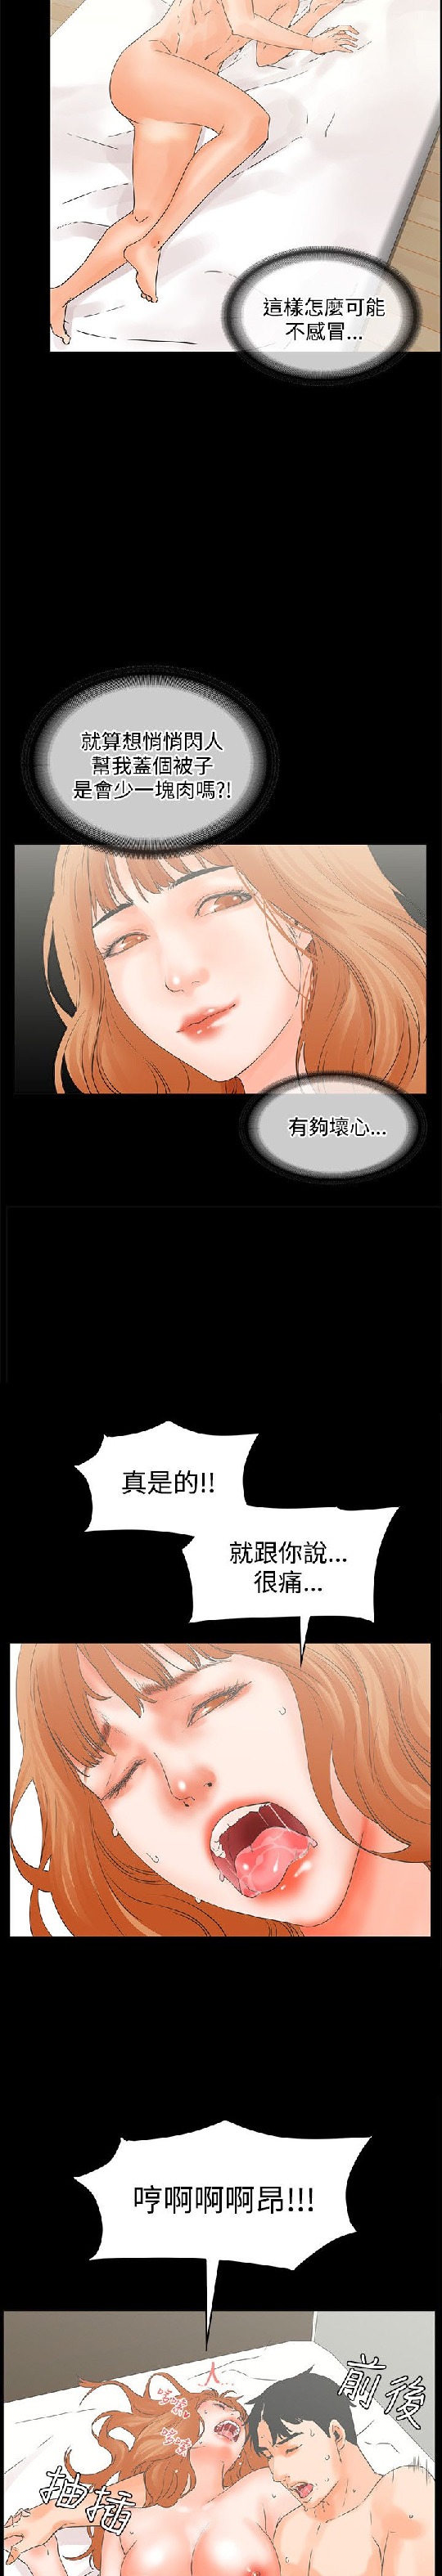 這樣怎麼可能
不感冒...
就算想悄悄閃人
幫我蓋個被子
是會少一塊肉嗎?!
有夠壞心...
真是的!!
就跟你說...
很痛...
哼啊啊啊昂!!!
前後
抽插